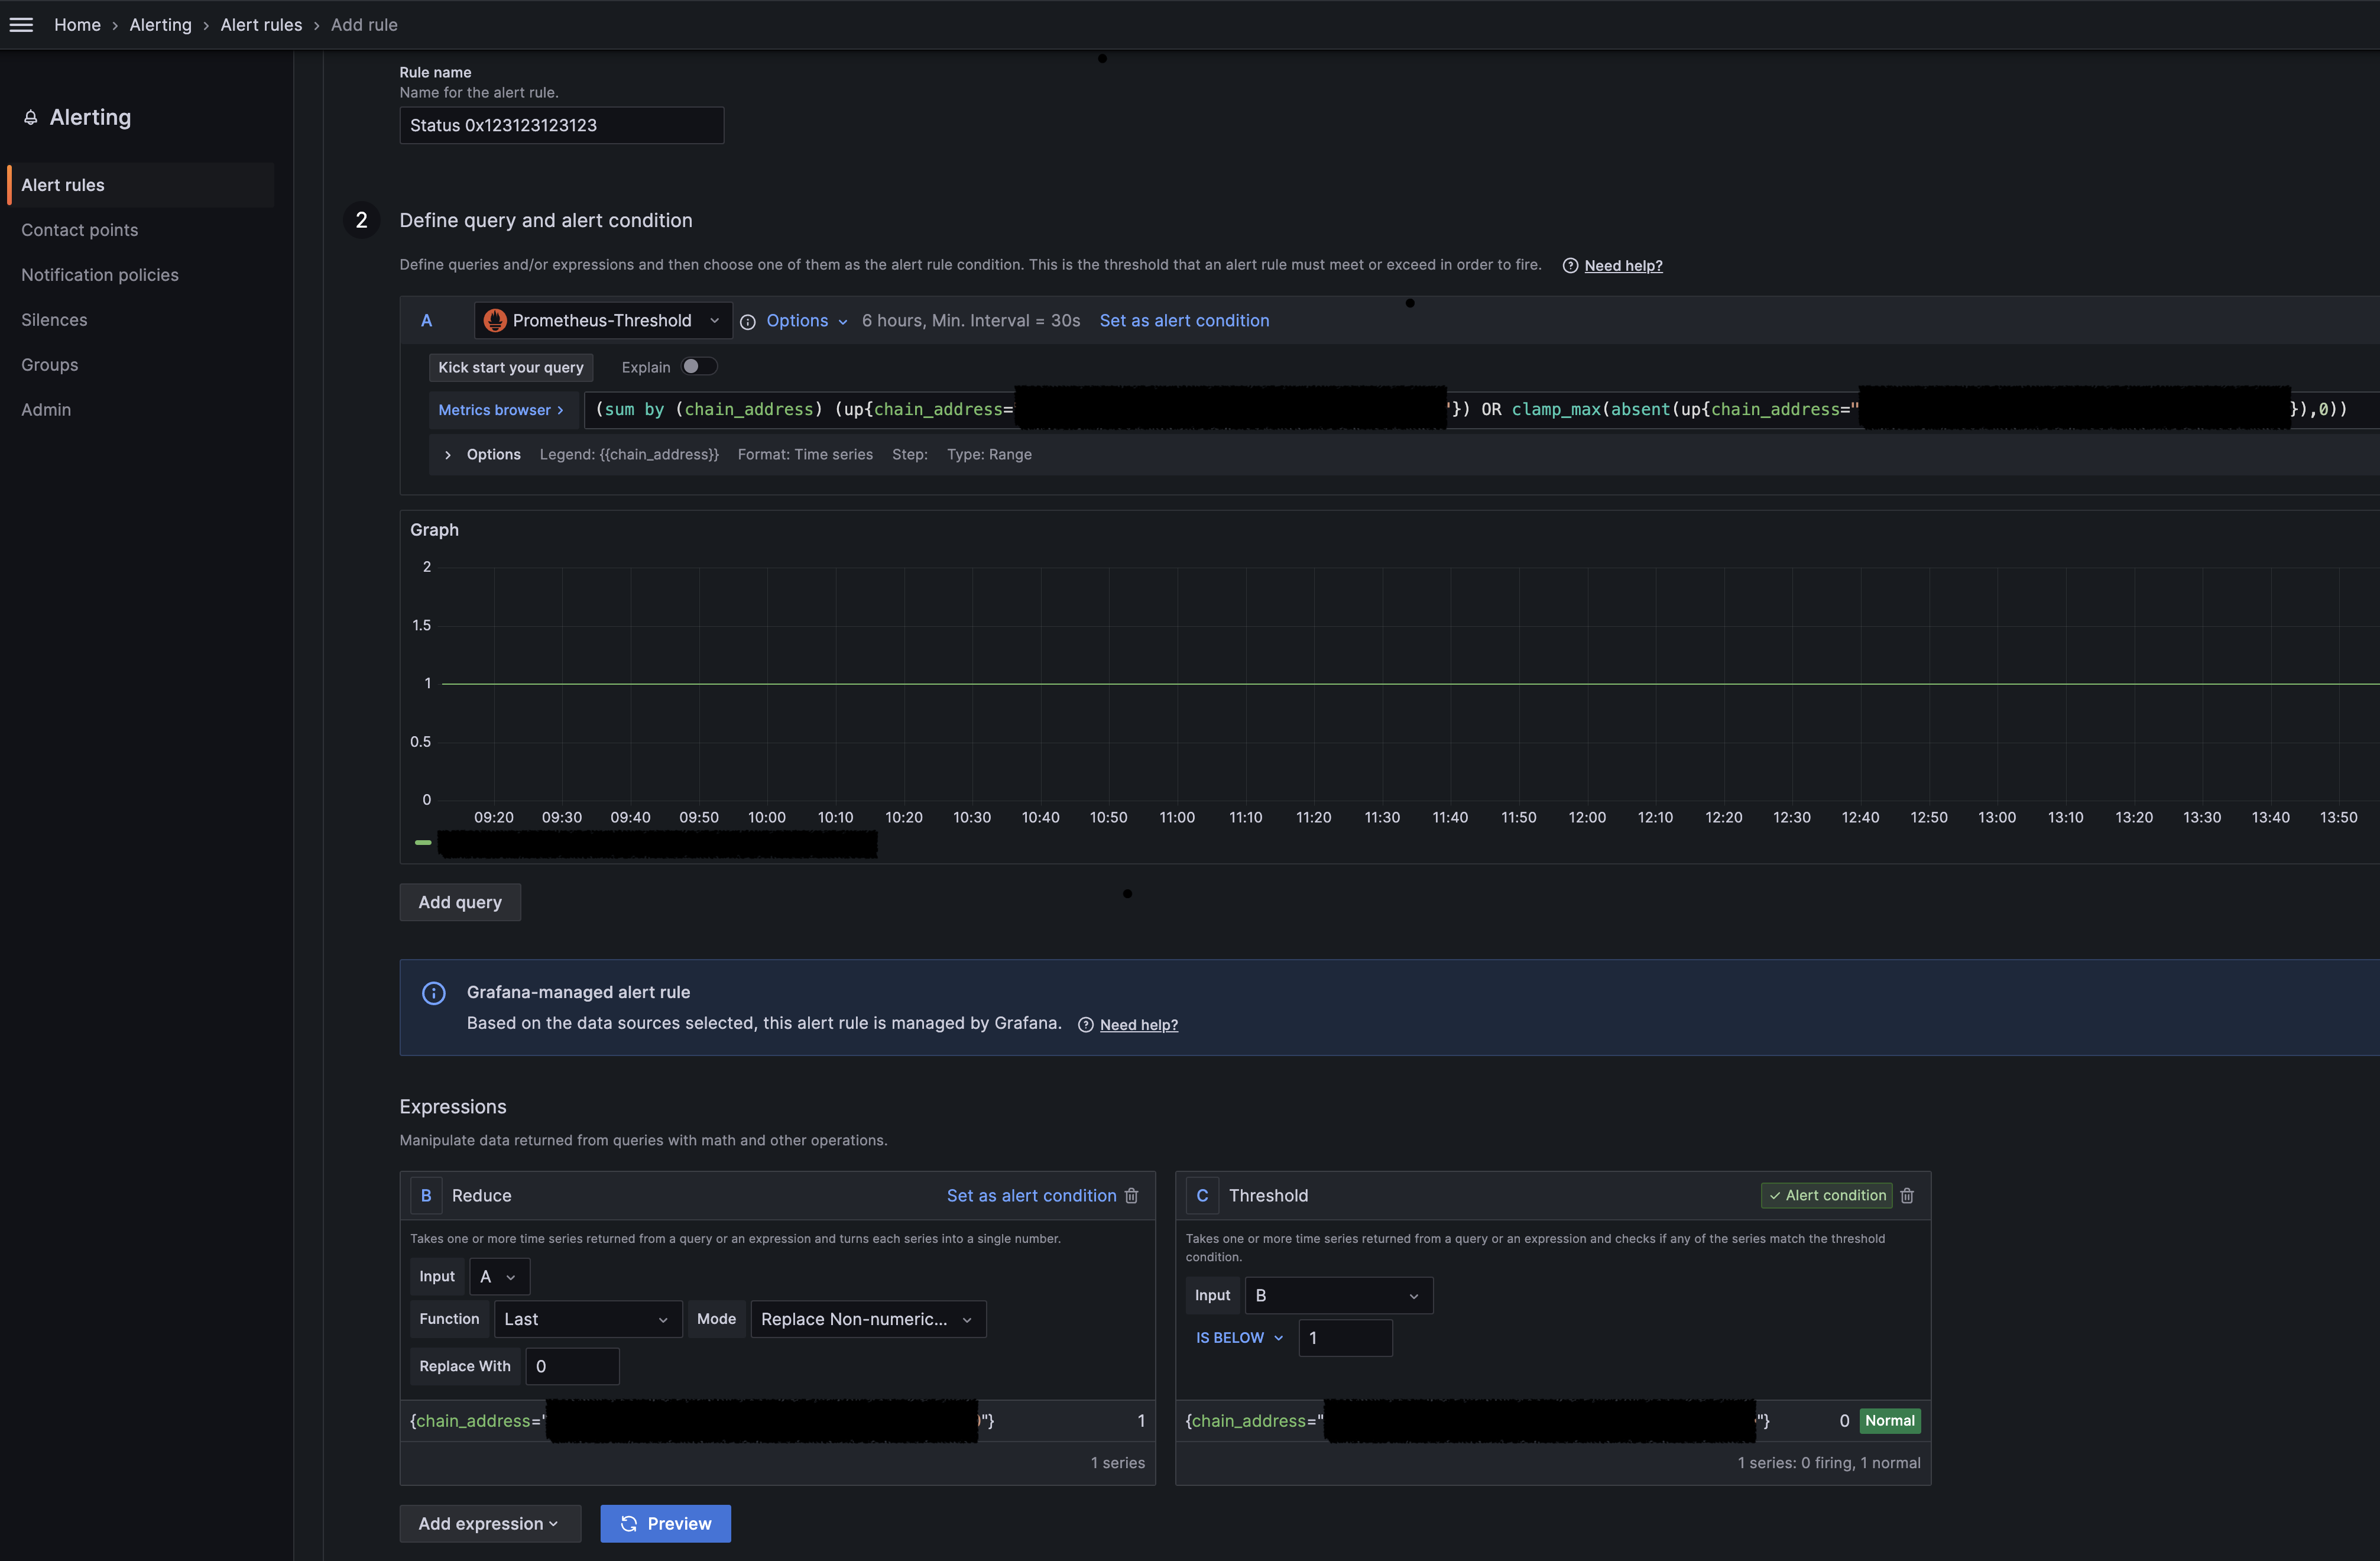 Home › Alerting › Alert rules › Add rule
Alerting
Alert rules
Contact points
Notification policies
Silences
Groups
Admin
Rule name
Name for the alert rule.
Status 0x123123123123
2 Define query and alert condition
Define queries and/or expressions and then choose one of them as the alert rule condition. This is the threshold that an alert rule must meet or exceed in order to fire. Need help?
A Prometheus-Threshold Options 6 hours, Min. Interval = 30s Set as alert condition
Kick start your query Explain
Metrics browser › (sum by (chain_address) (up{chain_address= "}) OR clamp_max(absent(up{chain_address=" }),0))
› Options Legend: {{chain_address}} Format: Time series Step: Type: Range
Graph
2
1.5
1
0.5
0
09:20 09:30 09:40 09:50 10:00 10:10 10:20 10:30 10:40 10:50 11:00 11:10 11:20 11:30 11:40 11:50 12:00 12:10 12:20 12:30 12:40 12:50 13:00 13:10 13:20 13:30 13:40 13:50
Add query
Grafana-managed alert rule
Based on the data sources selected, this alert rule is managed by Grafana. Need help?
Expressions
Manipulate data returned from queries with math and other operations.
B Reduce Set as alert condition
Takes one or more time series returned from a query or an expression and turns each series into a single number.
Input A
Function Last Mode Replace Non-numeric...
Replace With 0
{chain_address=" "} 1
1 series
C Threshold Alert condition
Takes one or more time series returned from a query or an expression and checks if any of the series match the threshold
condition.
Input B
IS BELOW 1
{chain_address=" "} 0 Normal
1 series: 0 firing, 1 normal
Add expression Preview